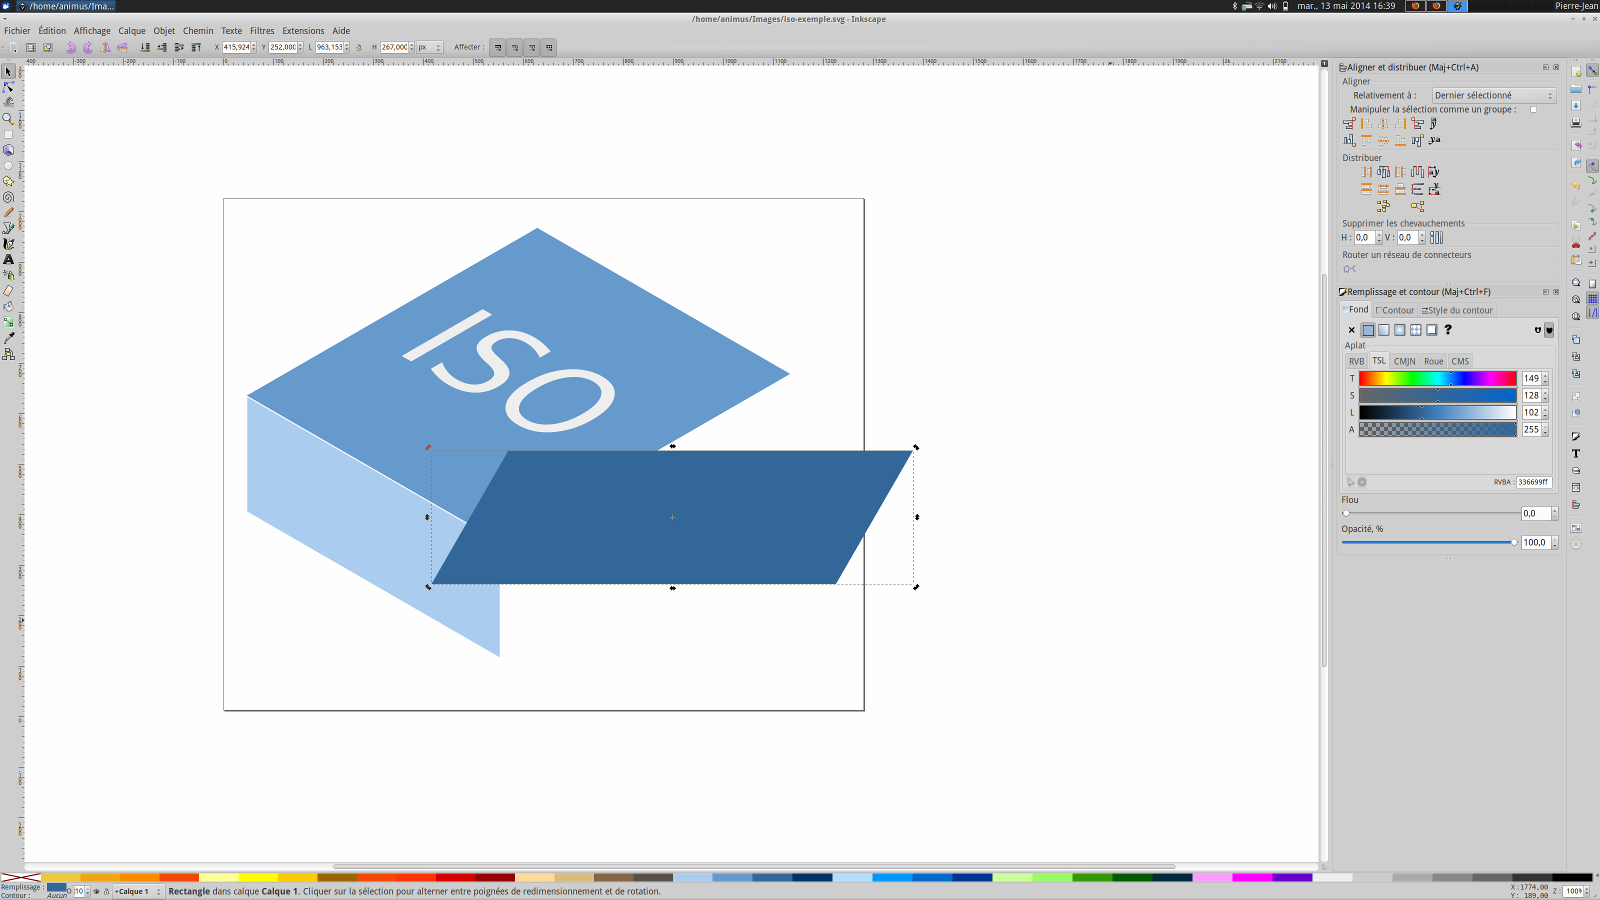 /home/animus/Ima...
mar., 13 mai 2014 16:39
Pierre-Jean
/home/animus/Images/iso-exemple.svg - Inkscape
Fichier Édition Affichage Calque Objet Chemin Texte Filtres Extensions Aide
X 415,924 Y 252,000 L 963,153 H 267,000 px Affecter :
Aligner et distribuer (Maj+Ctrl+A)
Aligner
Relativement à : Dernier sélectionné
Manipuler la sélection comme un groupe :
Distribuer
Supprimer les chevauchements
H : 0,0 V : 0,0
Router un réseau de connecteurs
Remplissage et contour (Maj+Ctrl+F)
Fond Contour Style du contour
Aplat
RVB TSL CMJN Roue CMS
T 149
S 128
L 102
A 255
RVBA : 336699ff
Flou
0,0
Opacité, %
100,0
ISO
Remplissage :
Contour : Aucun
O: 10
Calque 1
Rectangle dans calque Calque 1. Cliquer sur la sélection pour alterner entre poignées de redimensionnement et de rotation.
X: 1774,00
Y: 189,00
Z: 100%